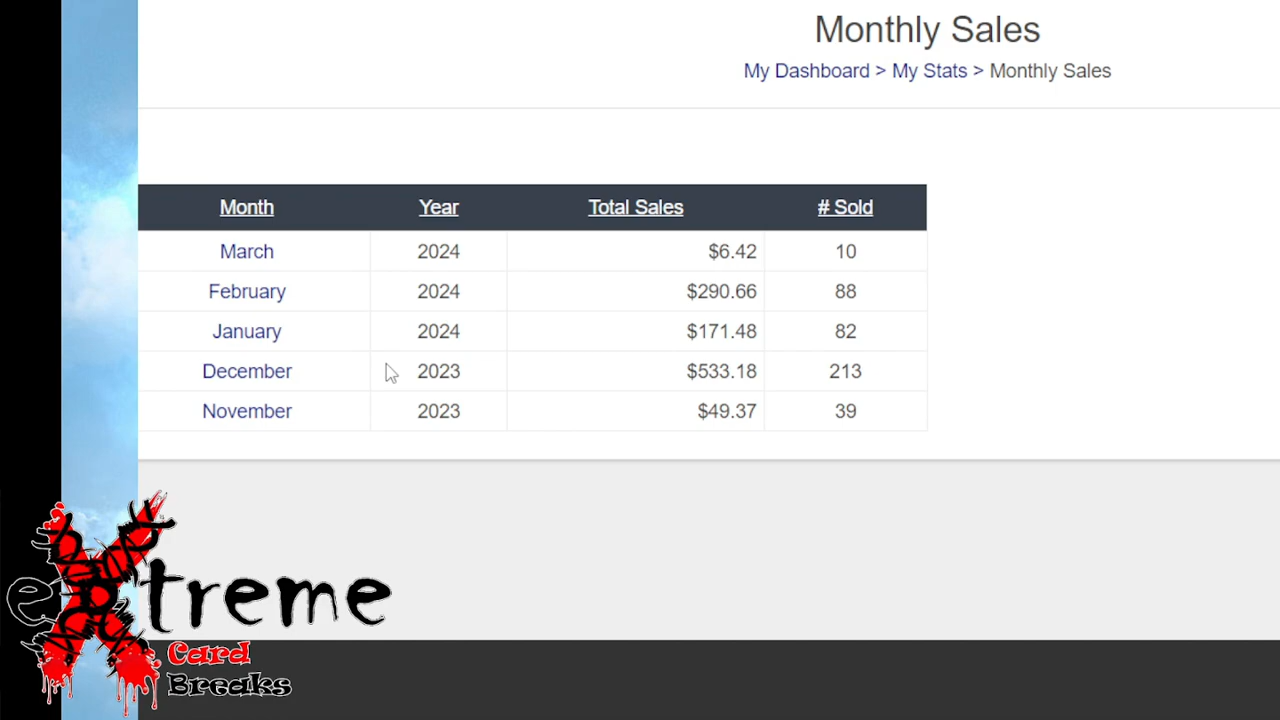 Monthly Sales
My Dashboard > My Stats > Monthly Sales
Month Year Total Sales # Sold
March 2024 $6.42 10
February 2024 $290.66 88
January 2024 $171.48 82
December 2023 $533.18 213
November 2023 $49.37 39
eXtreme
Card
Breaks